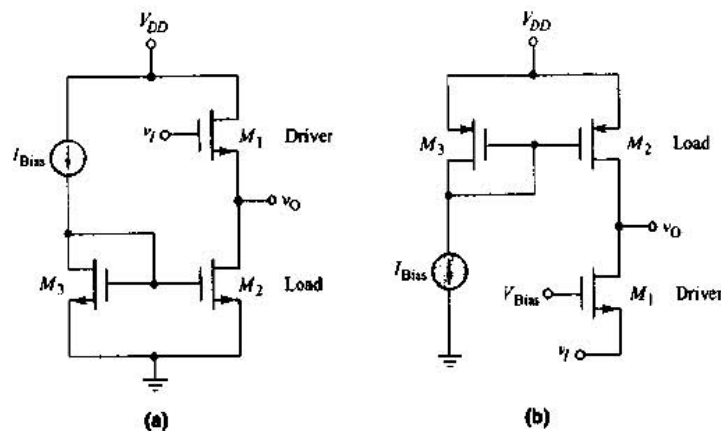 V_DD
v_I
M_1 Driver
I_Bias
v_O
M_3
M_2 Load
(a)
V_DD
M_3
M_2 Load
v_O
I_Bias
V_Bias
M_1 Driver
v_I
(b)